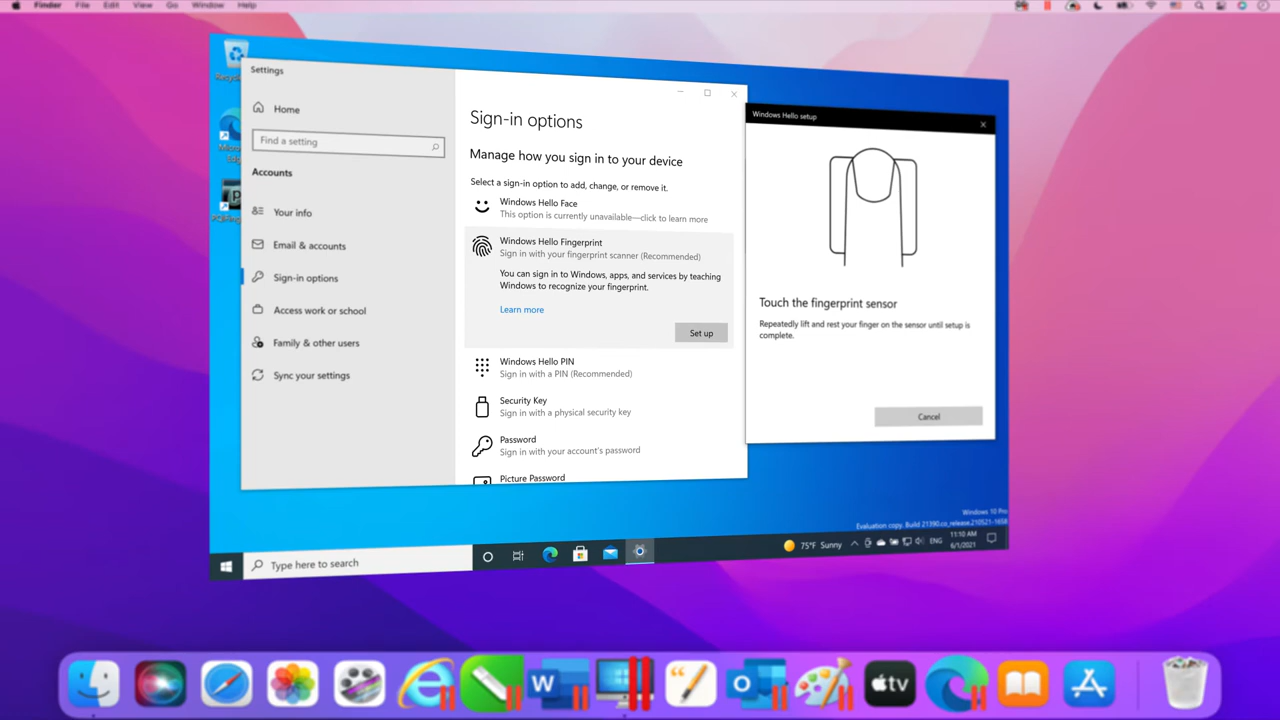 Finder File Edit View Go Window Help
Settings
Home
Find a setting
Accounts
Your info
Email & accounts
Sign-in options
Access work or school
Family & other users
Sync your settings
Sign-in options
Manage how you sign in to your device
Select a sign-in option to add, change, or remove it.
Windows Hello Face
This option is currently unavailable—click to learn more
Windows Hello Fingerprint
Sign in with your fingerprint scanner (Recommended)
You can sign in to Windows, apps, and services by teaching
Windows to recognize your fingerprint.
Learn more
Set up
Windows Hello PIN
Sign in with a PIN (Recommended)
Security Key
Sign in with a physical security key
Password
Sign in with your account's password
Picture Password
Windows Hello setup
Touch the fingerprint sensor
Repeatedly lift and rest your finger on the sensor until setup is
complete.
Cancel
Windows 10 Pro
Evaluation copy. Build 21390.co_release.210521-1658
Type here to search
75°F Sunny
ENG
11:10 AM
6/1/2021
W
O
tv